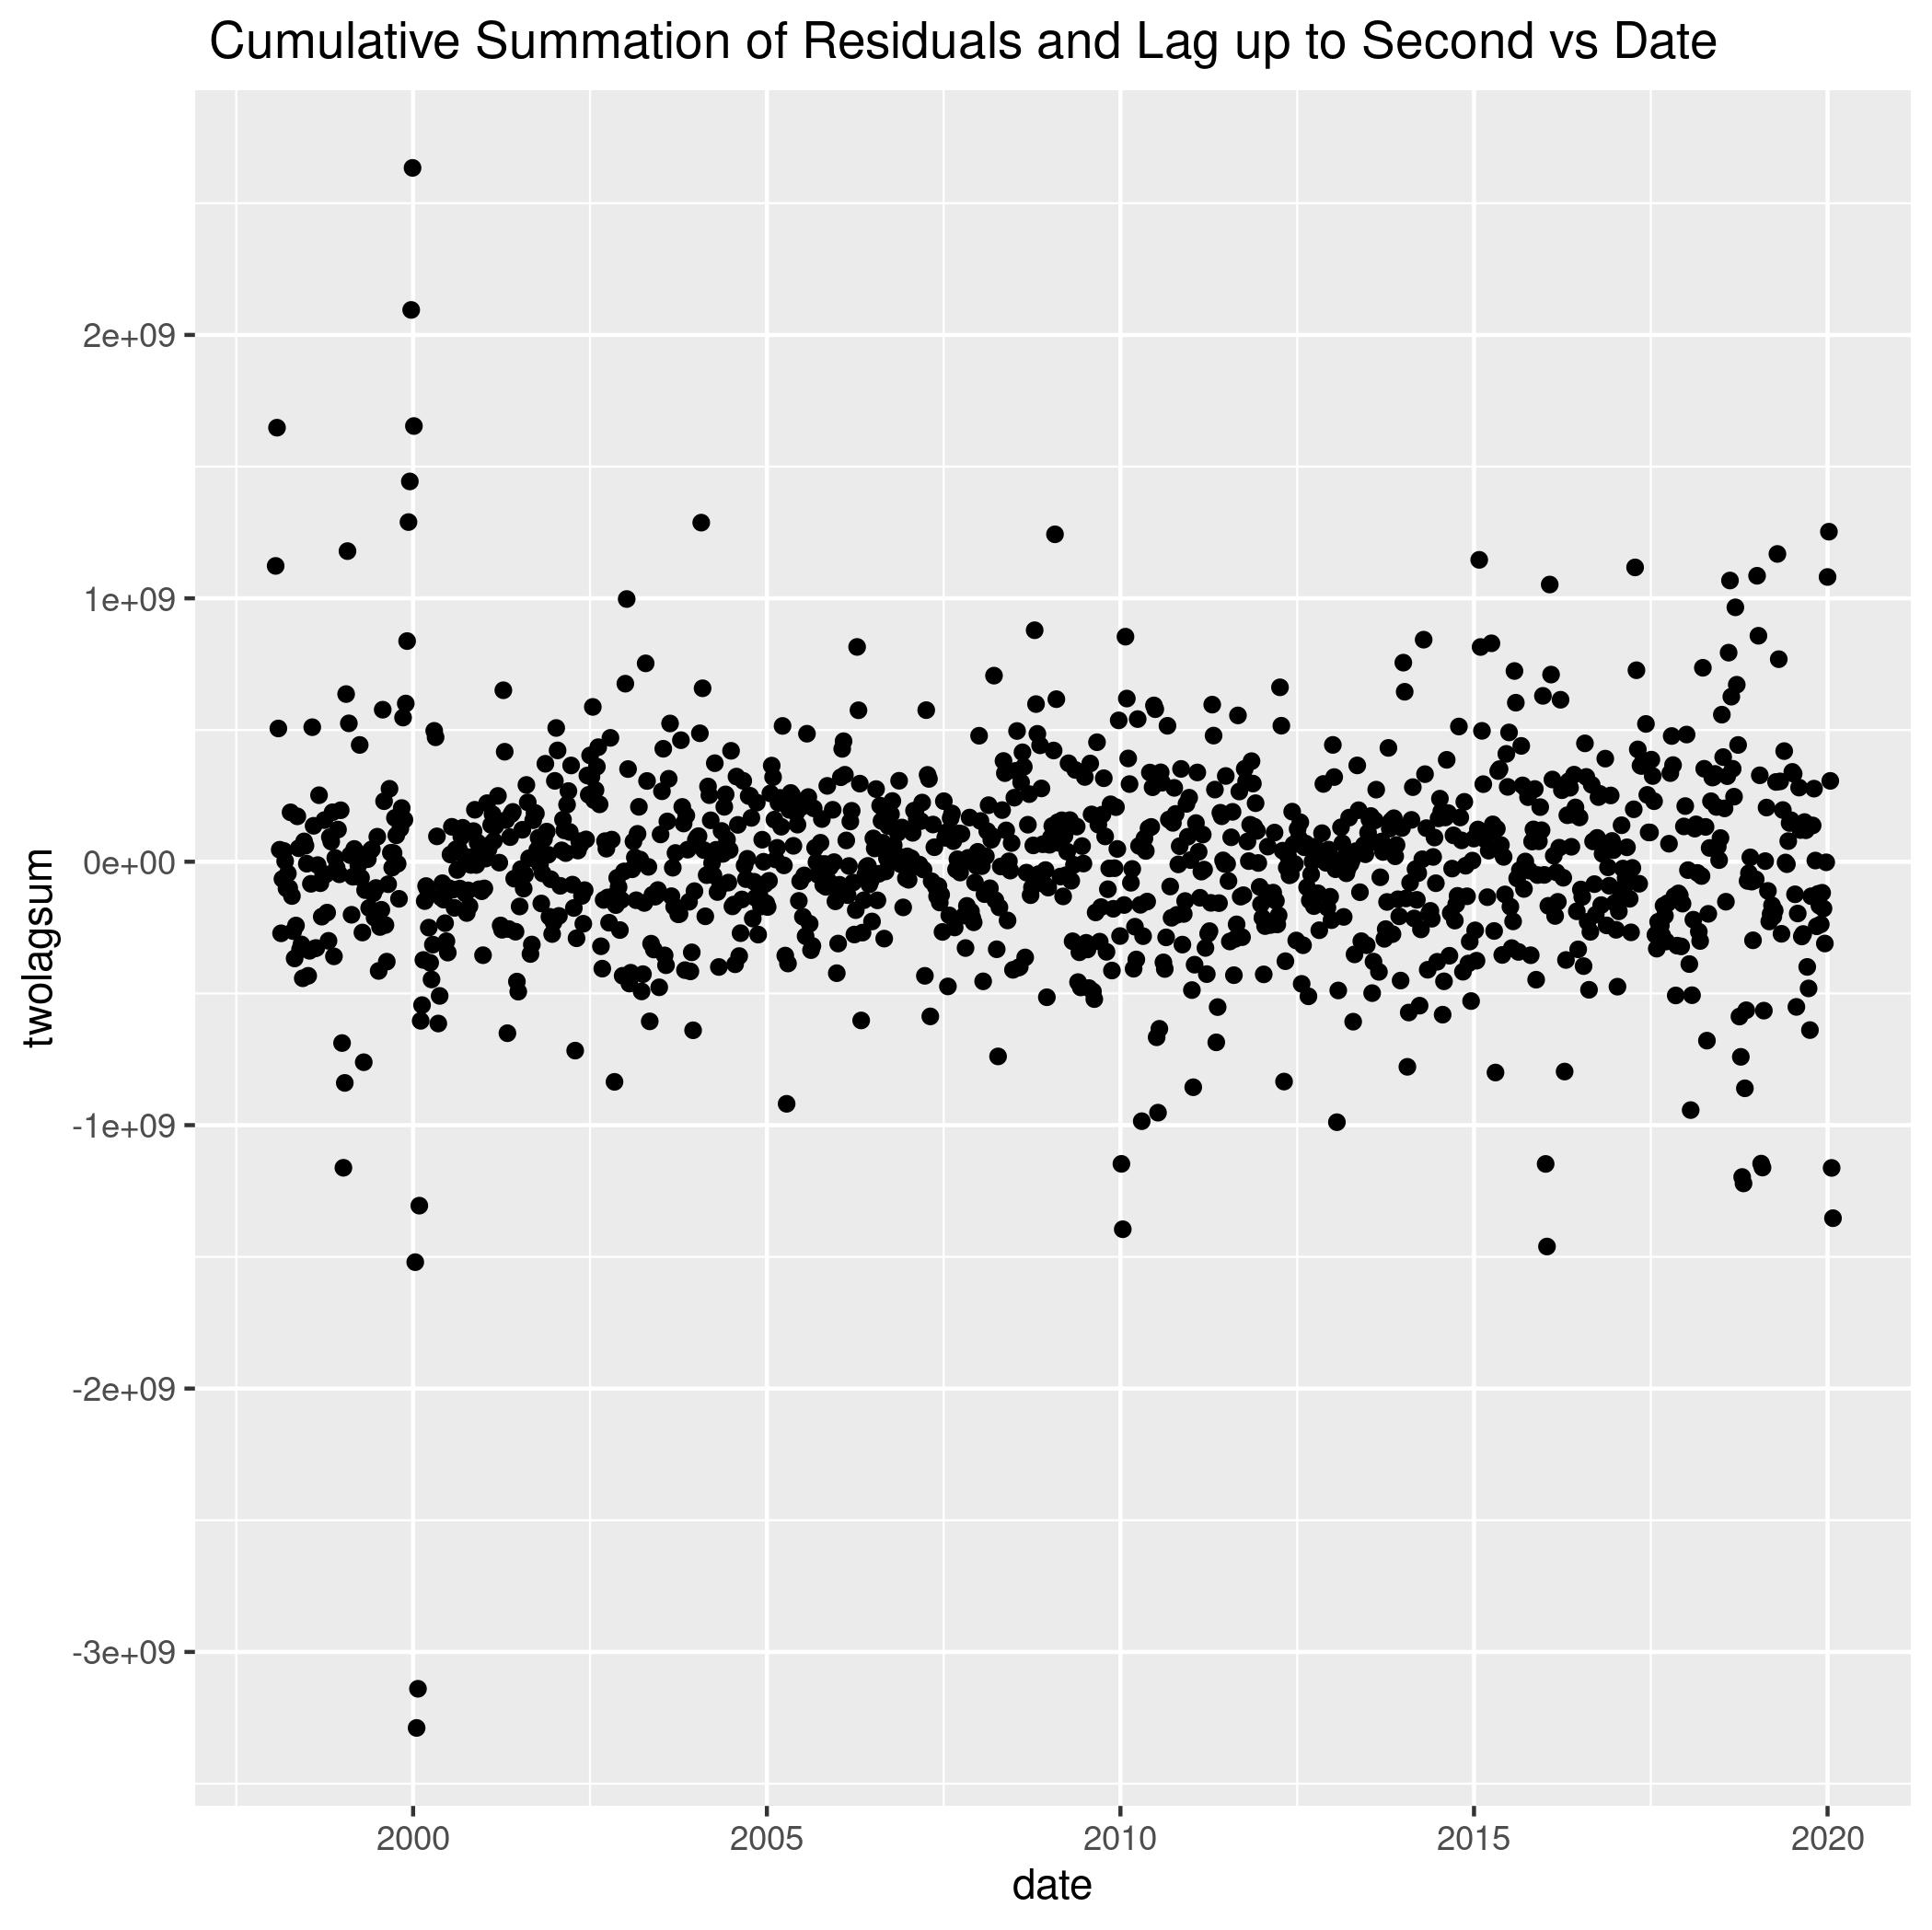 Cumulative Summation of Residuals and Lag up to Second vs Date
twolagsum
2e+09
1e+09
0e+00
-1e+09
-2e+09
-3e+09
2000
2005
2010
2015
2020
date